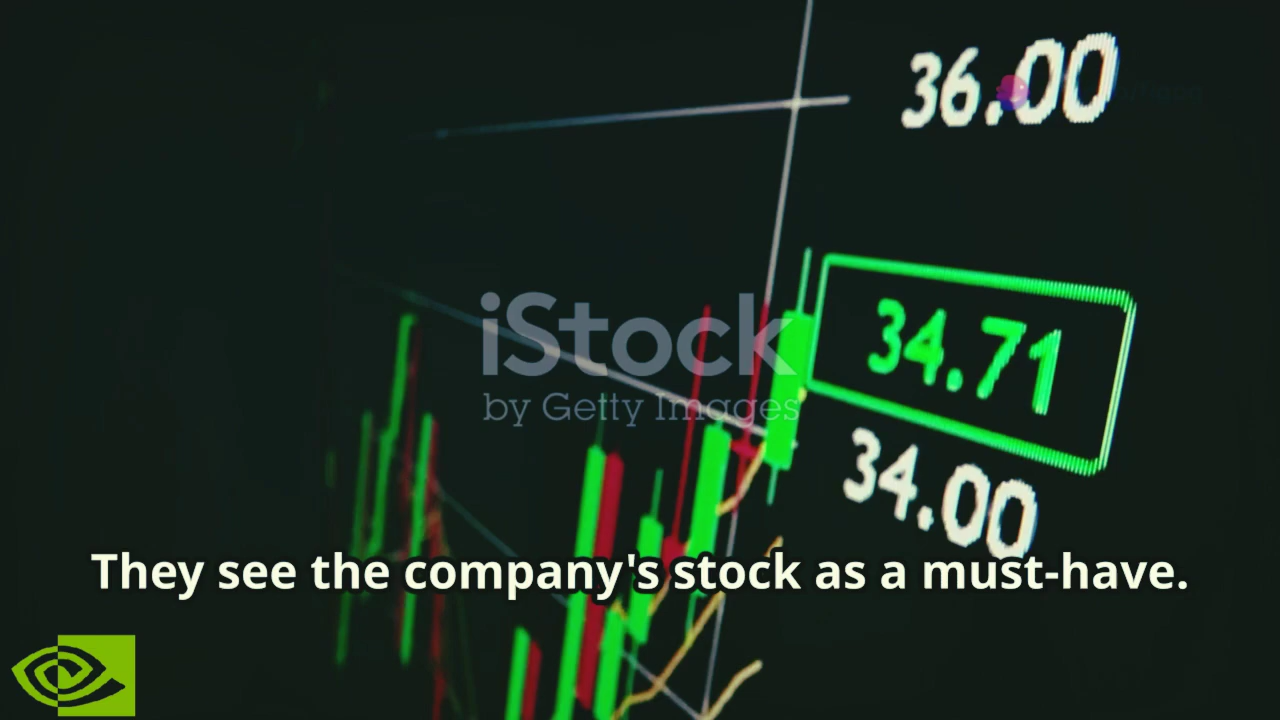 36.00
iStock
by Getty Images
34.71
34.00
They see the company's stock as a must-have.